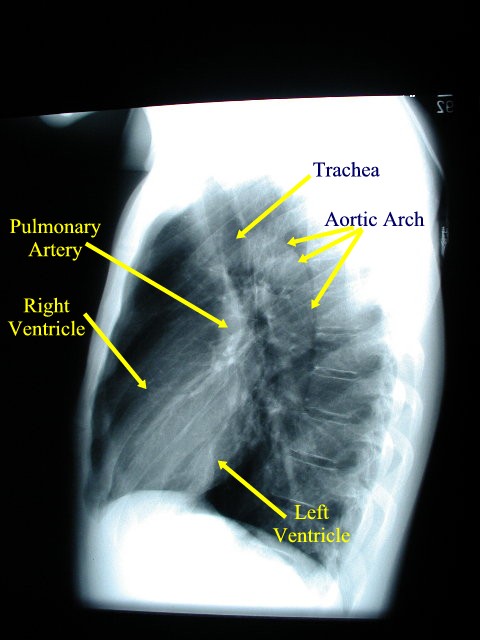 Trachea
Aortic Arch
Pulmonary
Artery
Right
Ventricle
Left
Ventricle